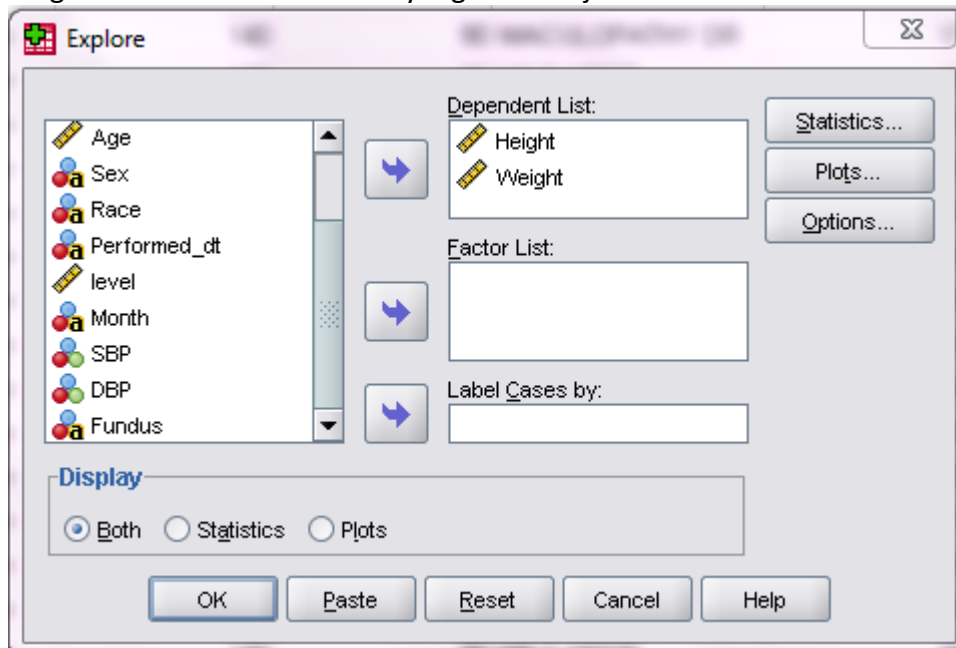 Explore
Dependent List:
Height
Weight
Age
Sex
Race
Performed_dt
level
Month
SBP
DBP
Fundus
Factor List:
Label Cases by:
Statistics...
Plots...
Options...
Display
Both Statistics Plots
OK Paste Reset Cancel Help